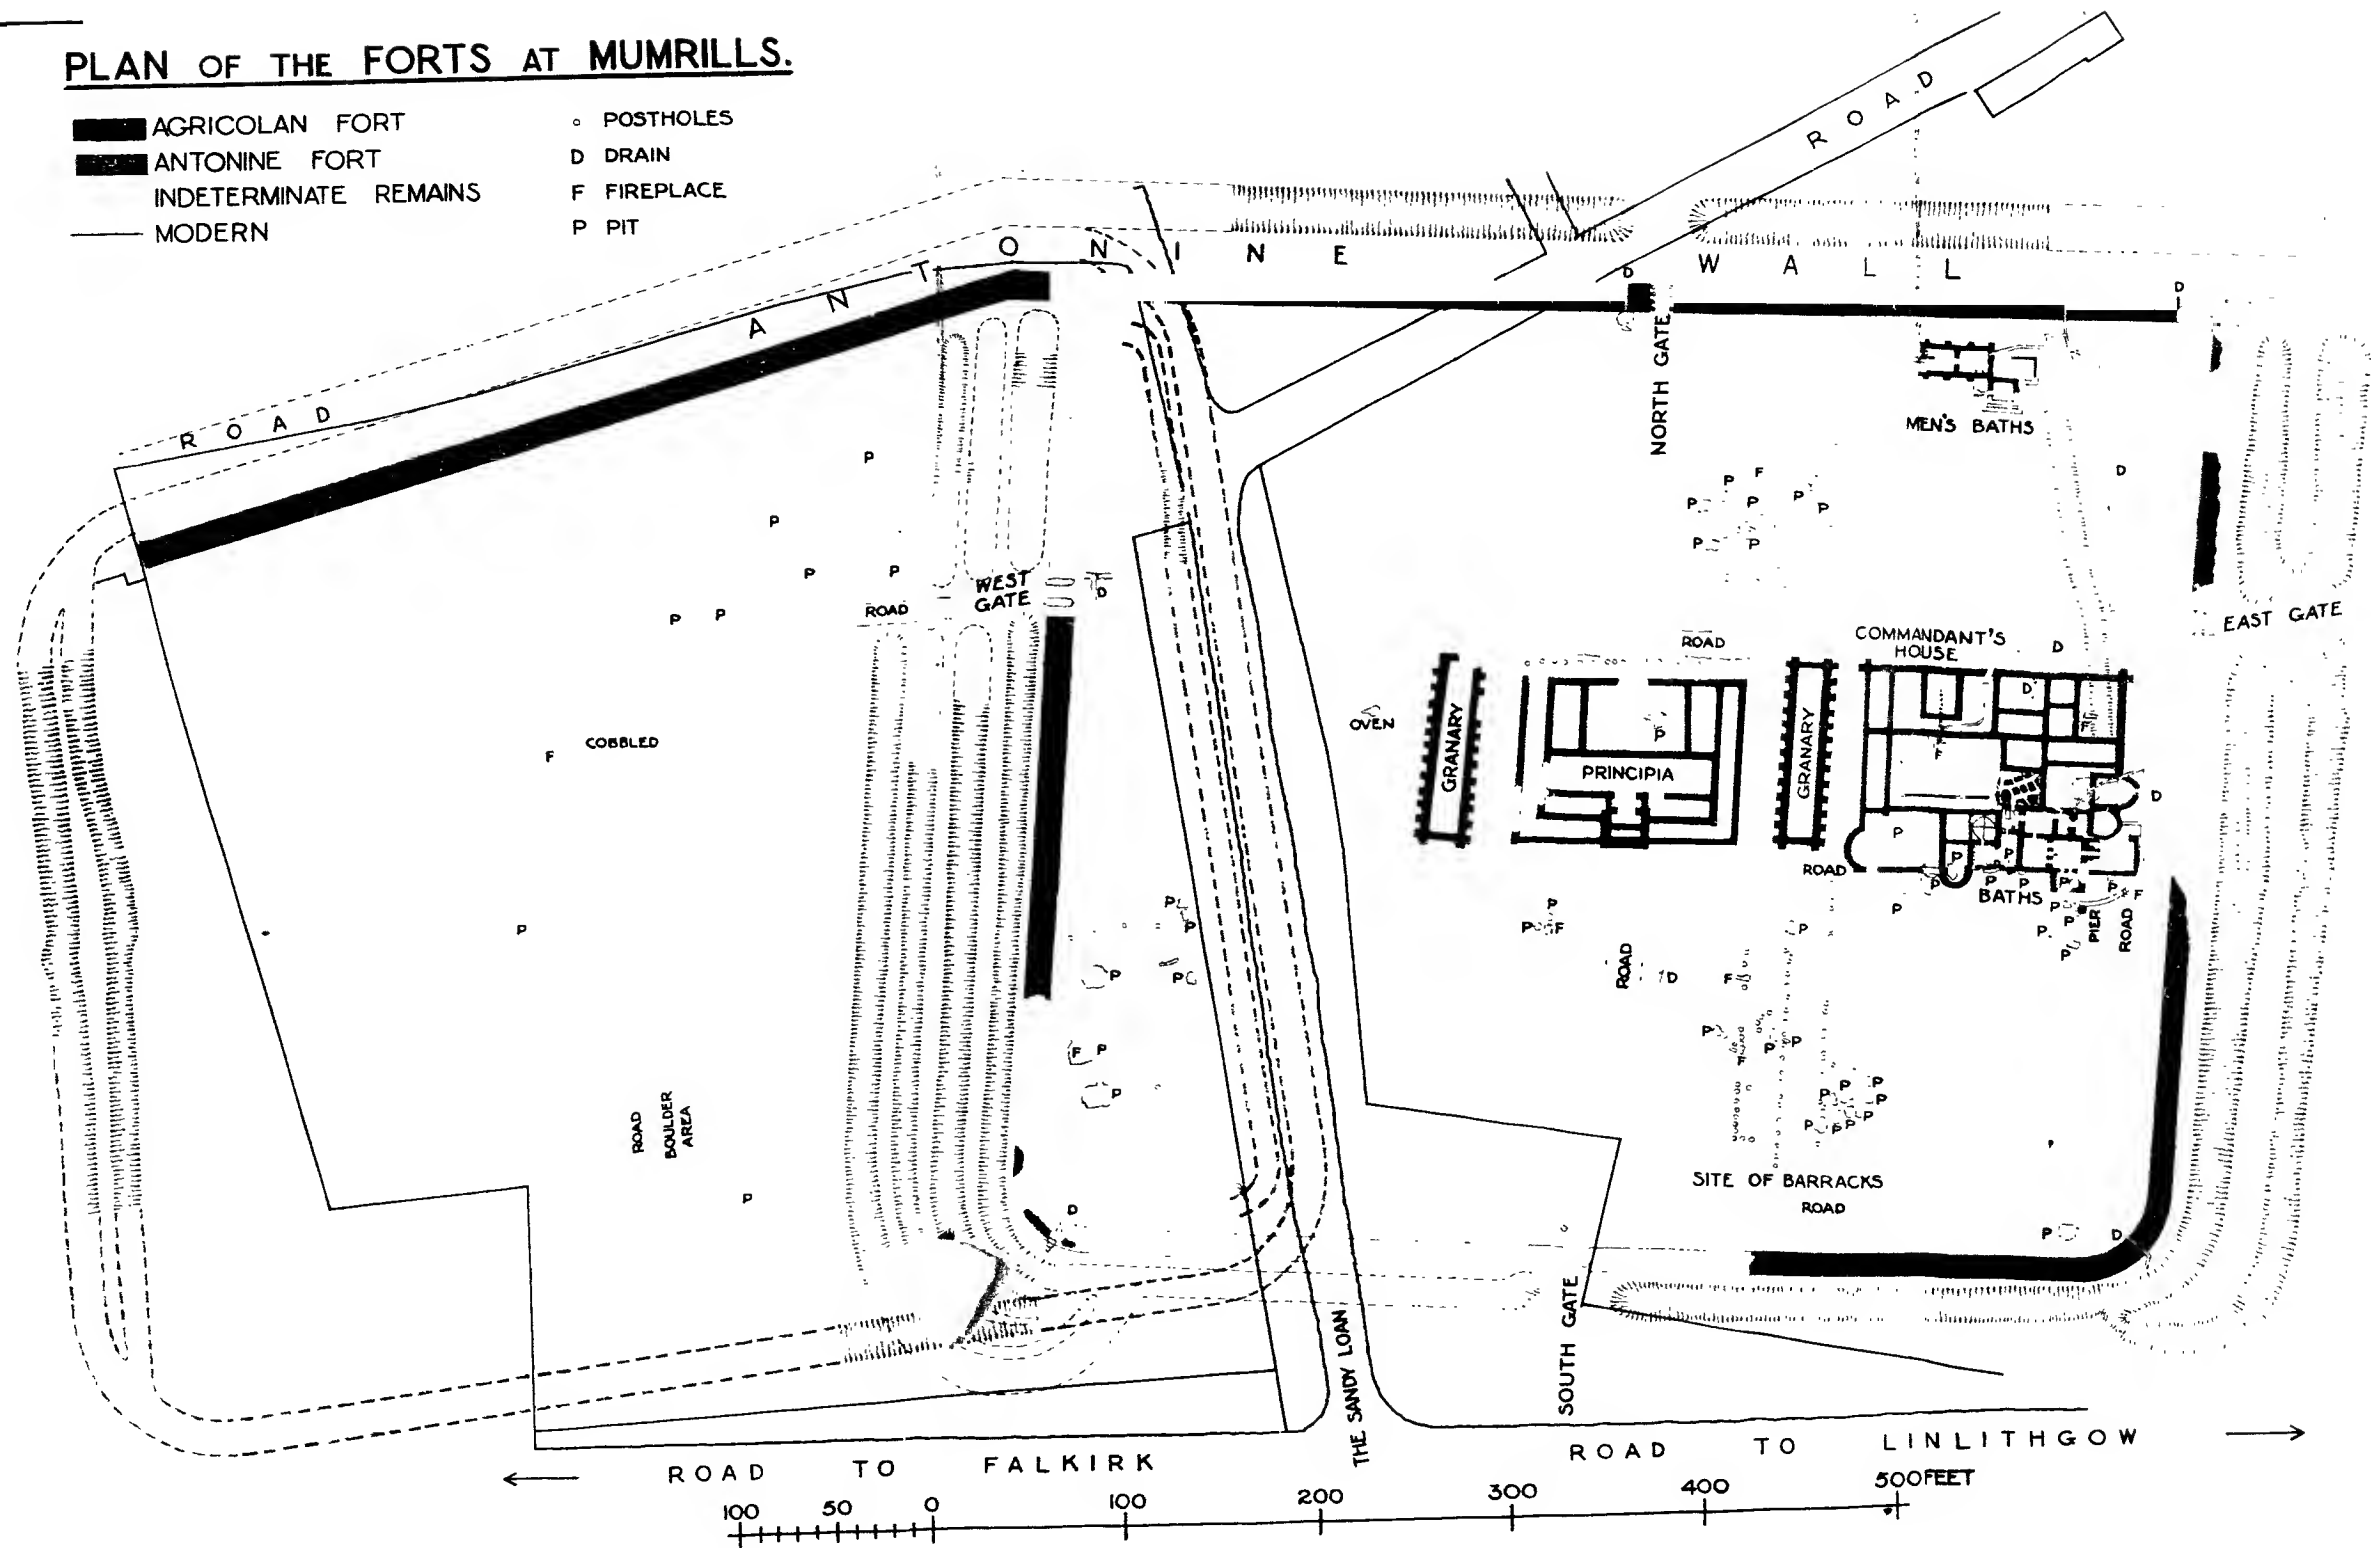 PLAN OF THE FORTS AT MUMRILLS.
AGRICOLAN FORT
ANTONINE FORT
INDETERMINATE REMAINS
MODERN
o POSTHOLES
D DRAIN
F FIREPLACE
P PIT
ROAD
ANTONINE WALL
ROAD
D
D
NORTH GATE
MEN'S BATHS
D
P
P
P
P
P
P
ROAD
WEST GATE
D
P
F
P
P
P
P
P
P
ROAD
COMMANDANT'S
HOUSE
D
EAST GATE
OVEN
GRANARY
PRINCIPIA
P
GRANARY
D
F
F
D
F
COBBLED
P
P
P
P
P
P
P
P
P
P
P
P
F
BATHS
PIER
ROAD
ROAD
P
P
P
P
P
P
P
P
P
F
P
ROAD
D
F
P
P
P
P
F
P
P
P
P
P
P
P
P
P
P
P
P
P
ROAD
BOULDER
AREA
P
D
SITE OF BARRACKS
ROAD
P
D
SOUTH GATE
THE SANDY LOAN
ROAD TO FALKIRK
ROAD TO LINLITHGOW
100 50 0 100 200 300 400 500 FEET